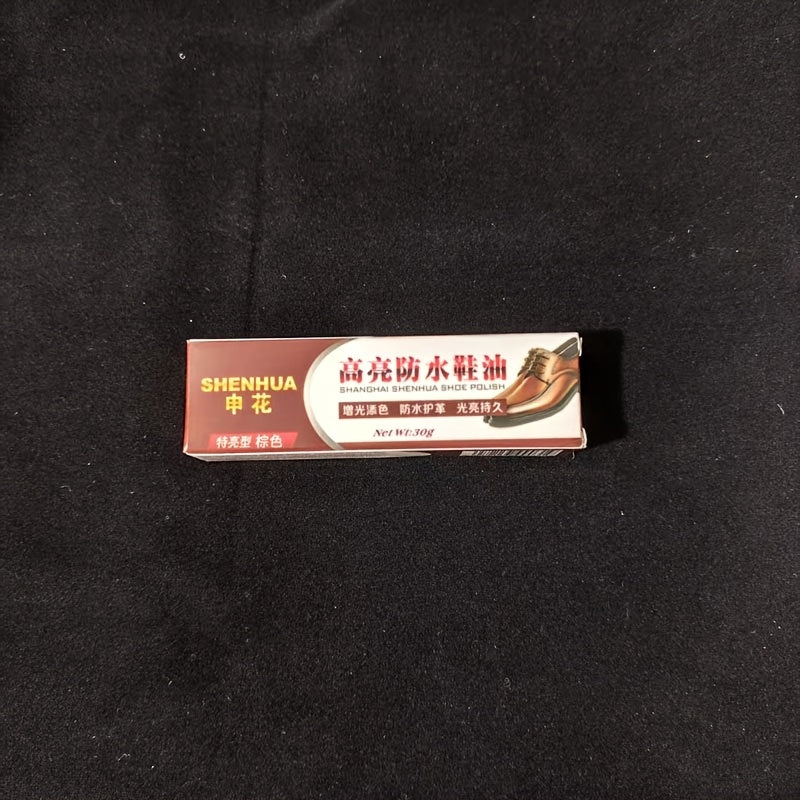 SHENHUA
申花
特亮型 棕色
高亮防水鞋油
SHANGHAI SHENHUA SHOE POLISH
增光添色 防水护革 光亮持久
Net Wt:30g